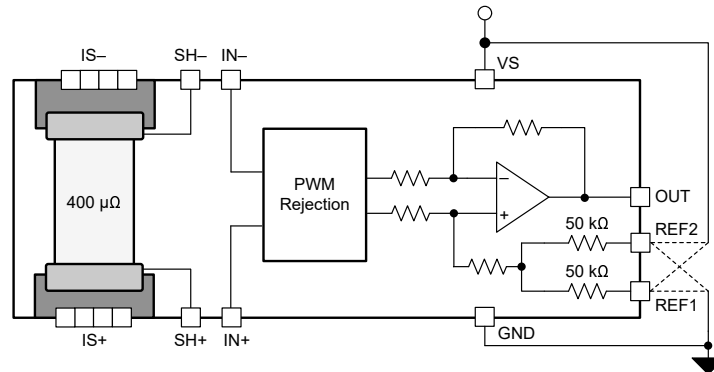 IS– SH– IN–
VS
400 µΩ
PWM
Rejection
–
+
OUT
50 kΩ
REF2
50 kΩ
REF1
GND
IS+ SH+ IN+